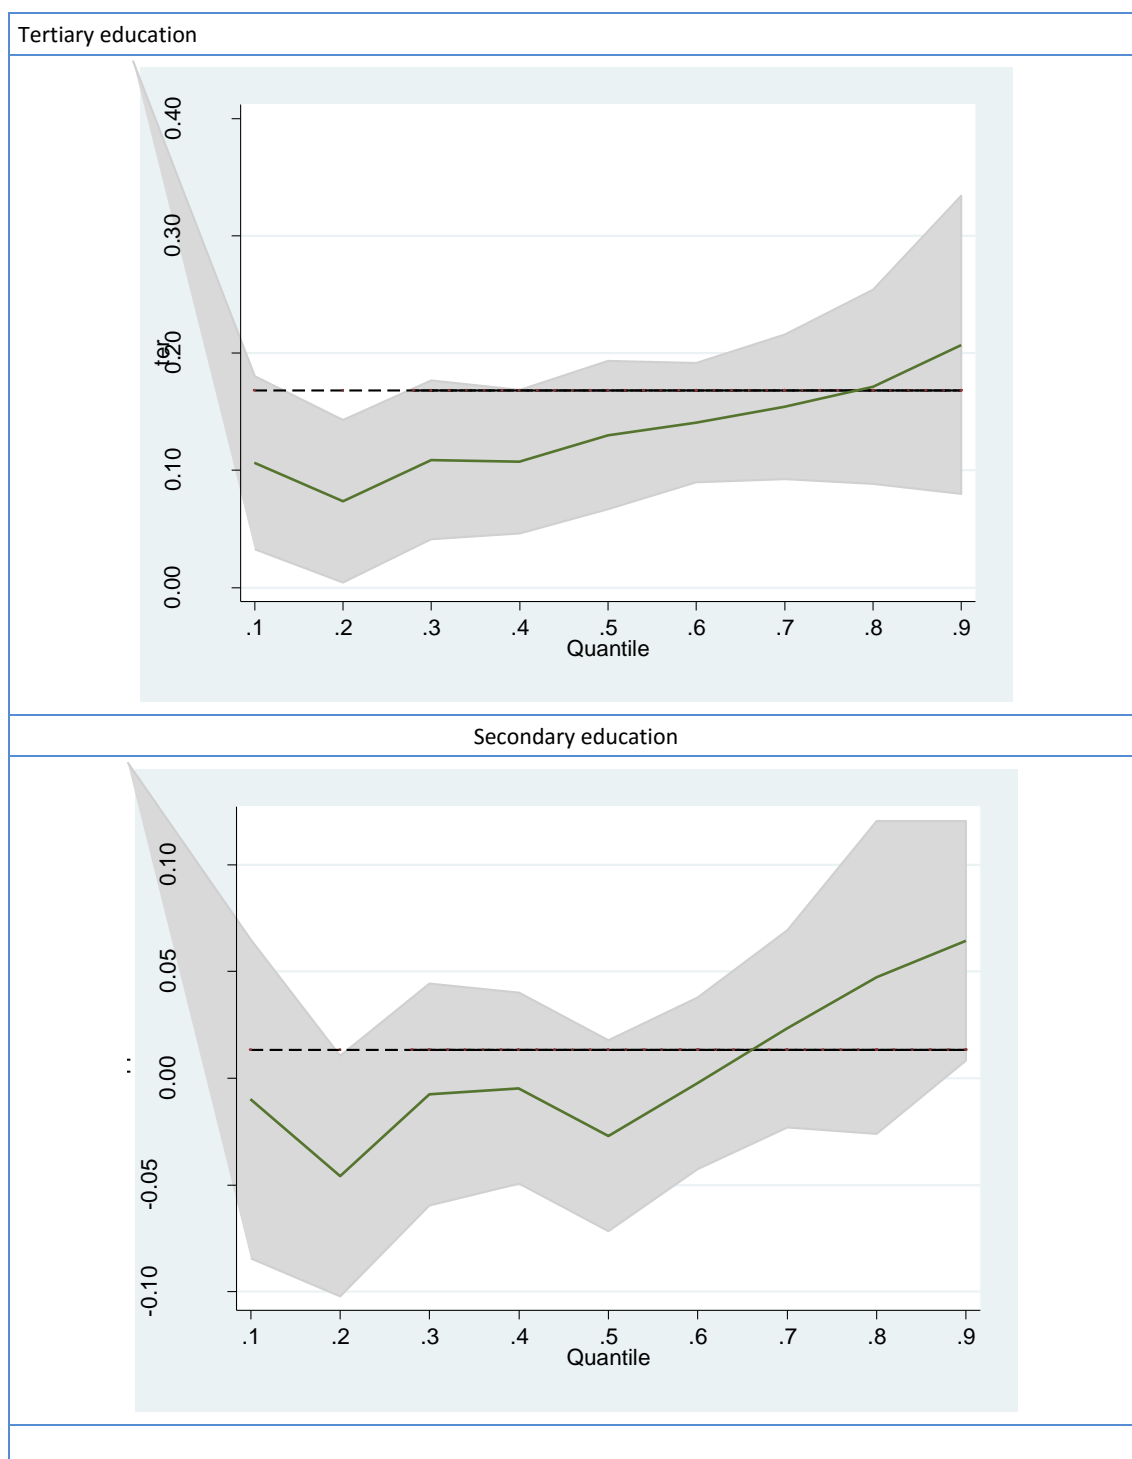 Tertiary education
0.40
0.30
0.20
ter
0.10
0.00
.1 .2 .3 .4 .5 .6 .7 .8 .9
Quantile
Secondary education
0.10
0.05
0.00
-0.05
-0.10
.1 .2 .3 .4 .5 .6 .7 .8 .9
Quantile